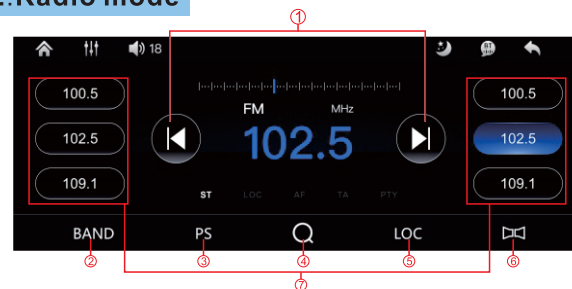 .Radio mode
①
18
BT
FM MHz
100.5 100.5
102.5 102.5 102.5
109.1 109.1
ST LOC AF TA PTY
BAND PS LOC
② ③ ④ ⑤ ⑥
⑦